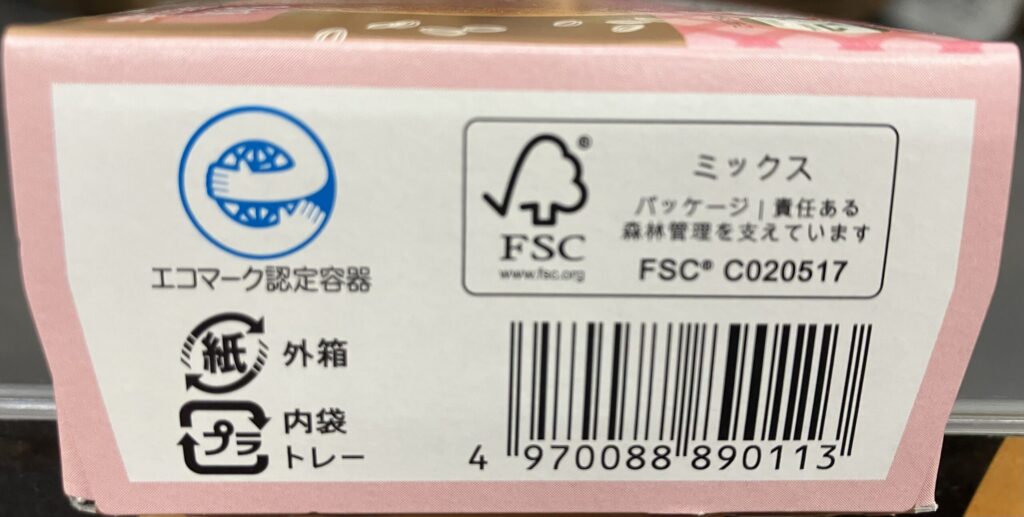 エコマーク認定容器
紙 外箱
プラ 内袋
トレー
FSC®
www.fsc.org
ミックス
パッケージ | 責任ある
森林管理を支えています
FSC® C020517
4 970088 890113